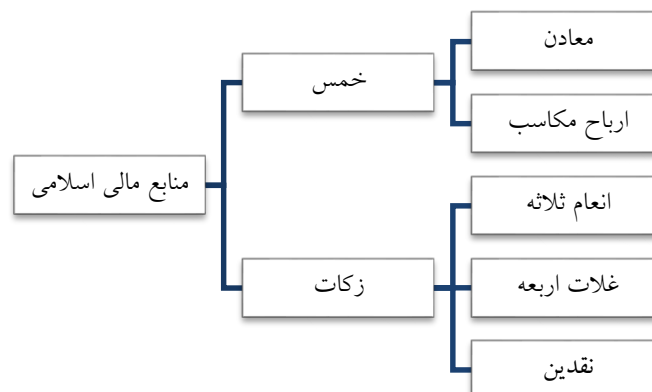 منابع مالی اسلامی
خمس
معادن
ارباح مکاسب
زکات
انعام ثلاثه
غلات اربعه
نقدین